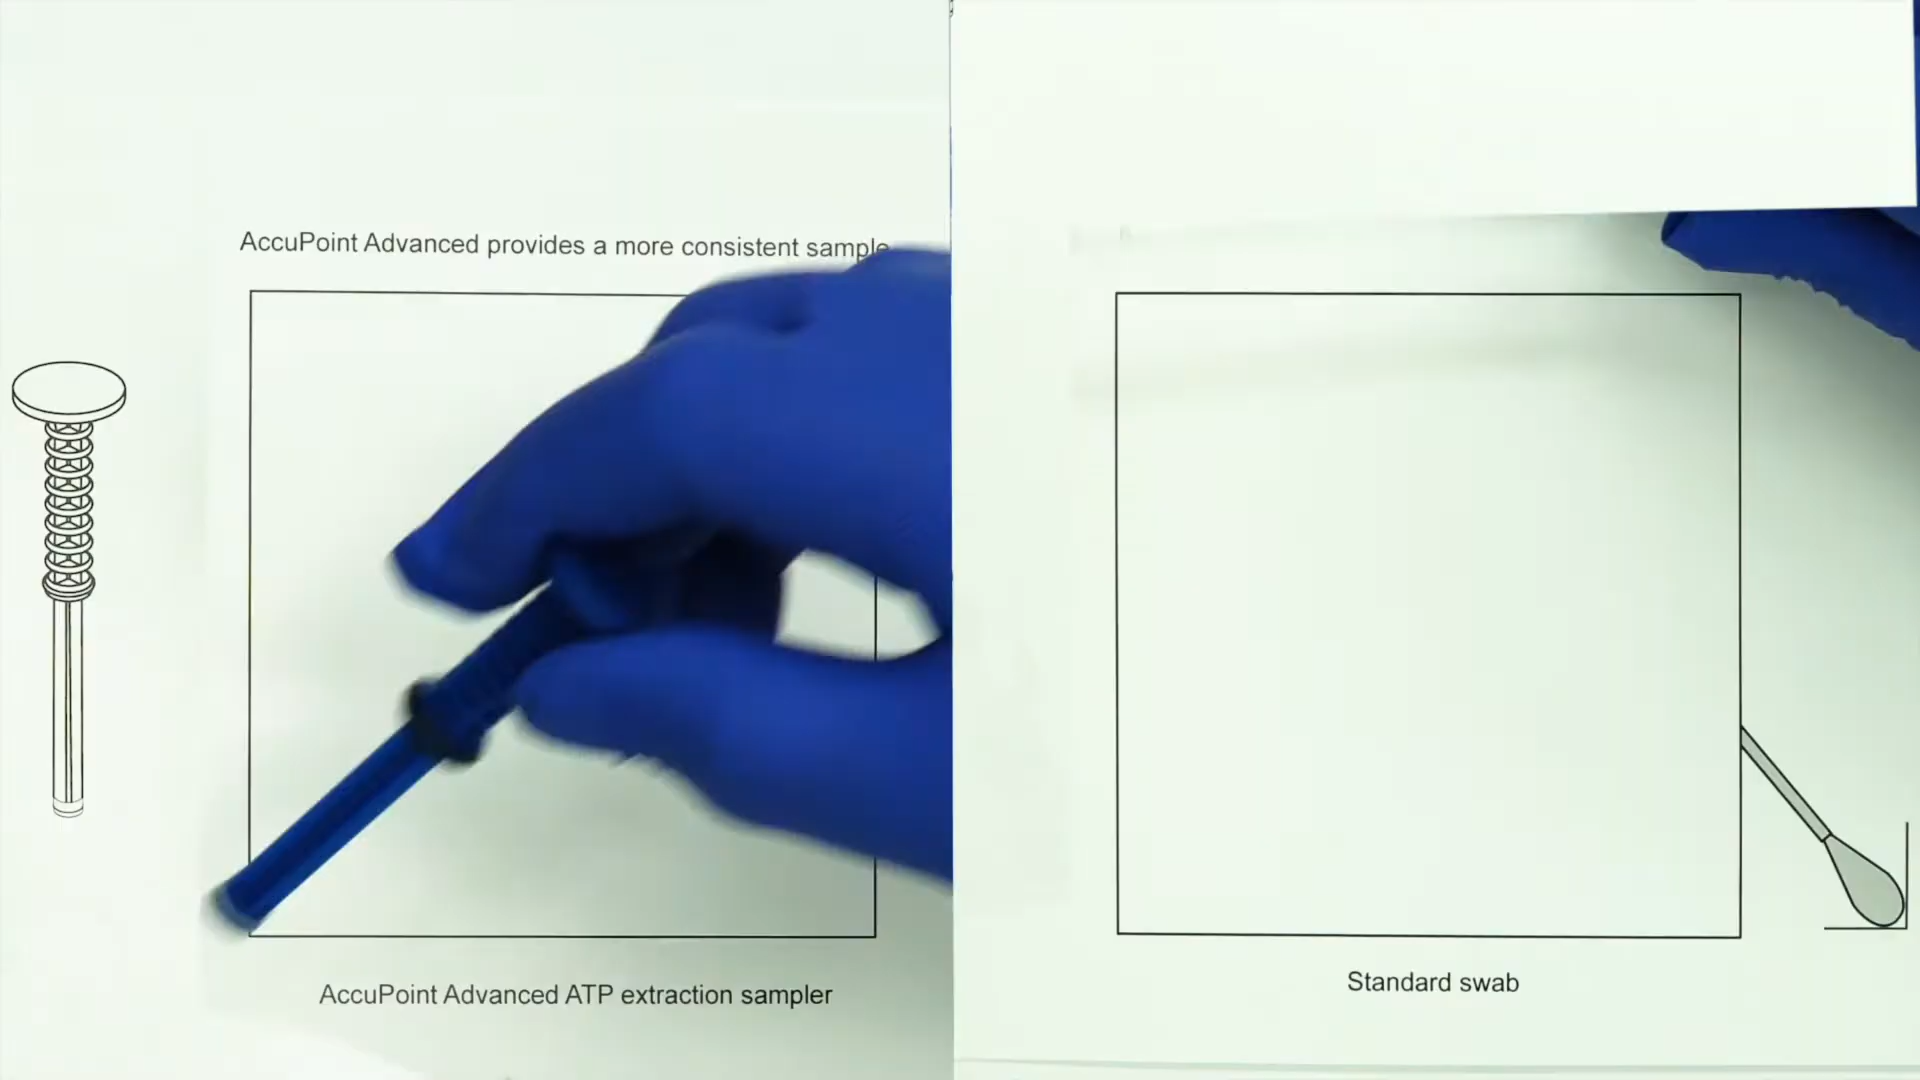 AccuPoint Advanced provides a more consistent sample
AccuPoint Advanced ATP extraction sampler
Standard swab